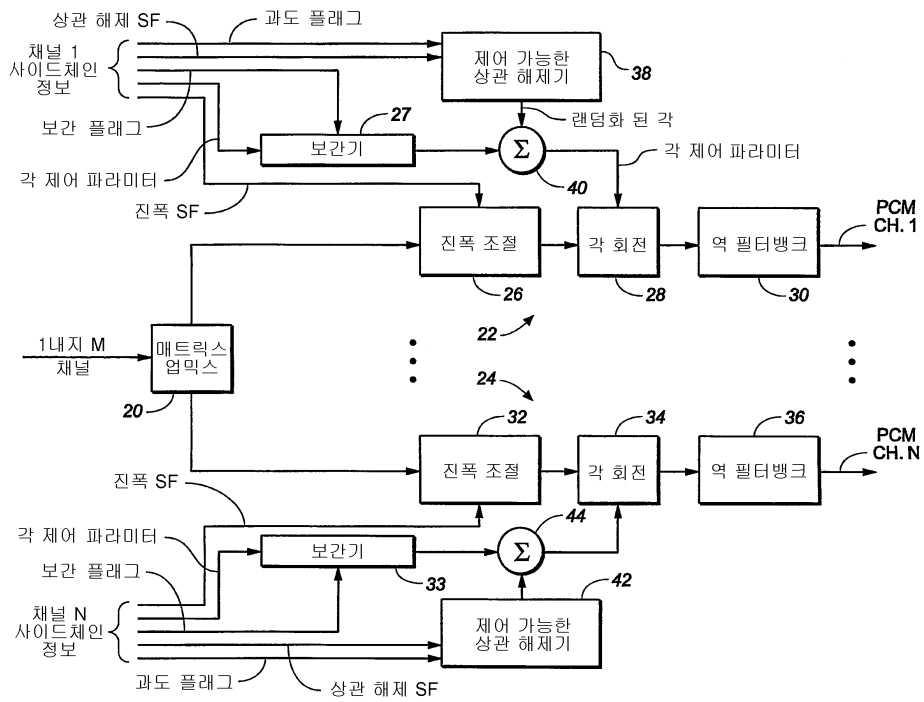 상관 해제 SF
과도 플래그
채널 1
사이드체인
정보
제어 가능한
상관 해제기
38
보간 플래그
27
랜덤화 된 각
보간기
Σ
40
각 제어 파라미터
각 제어 파라미터
진폭 SF
진폭 조절
26
각 회전
28
역 필터뱅크
30
PCM
CH. 1
22
1내지 M
채널
매트릭스
업믹스
20
24
32
34
36
진폭 조절
각 회전
역 필터뱅크
PCM
CH. N
진폭 SF
각 제어 파라미터
44
보간기
33
Σ
보간 플래그
42
채널 N
사이드체인
정보
제어 가능한
상관 해제기
과도 플래그
상관 해제 SF